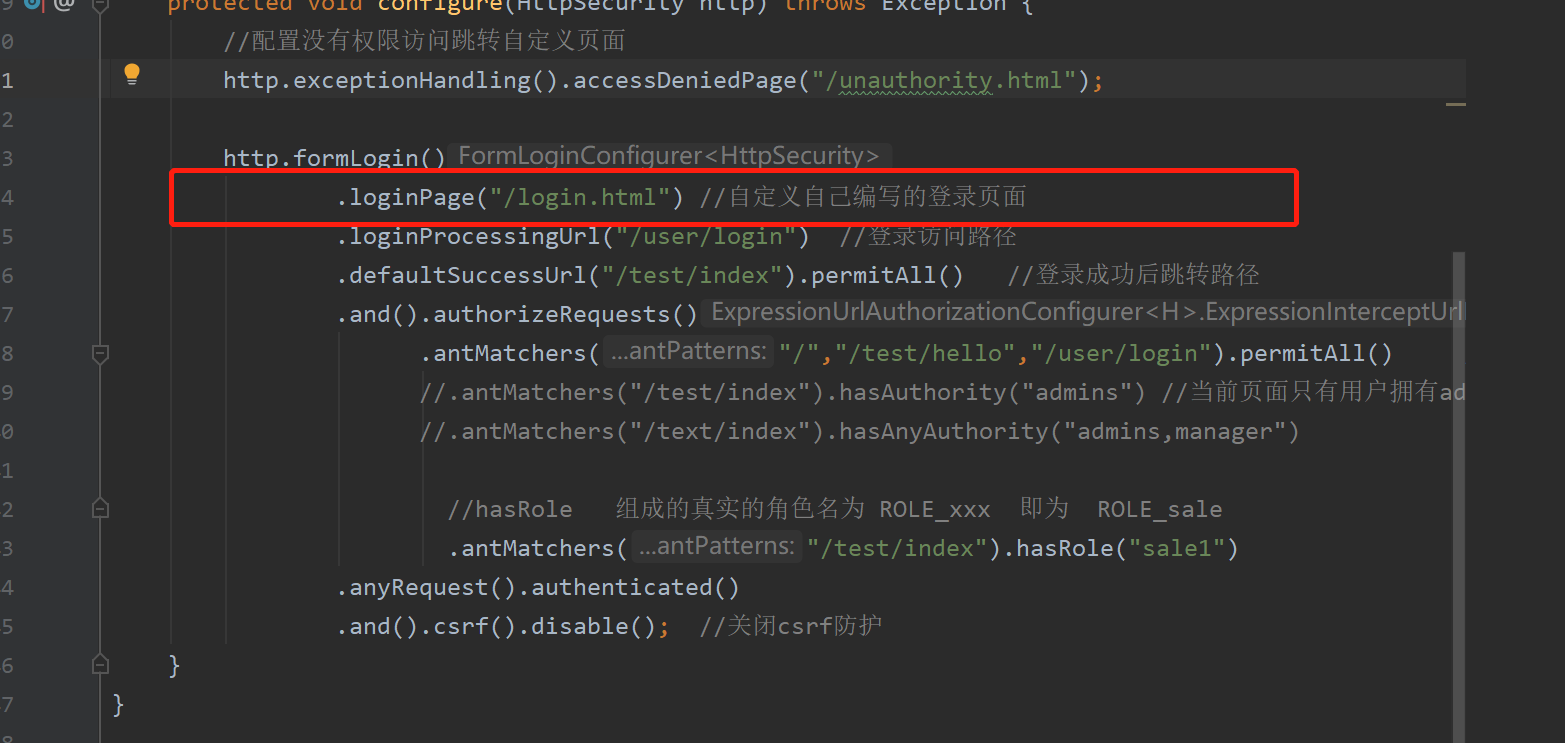 9 @ protected void configure(HttpSecurity http) throws Exception {
0 //配置没有权限访问跳转自定义页面
1 http.exceptionHandling().accessDeniedPage("/unauthority.html");
2
3 http.formLogin() FormLoginConfigurer<HttpSecurity>
4 .loginPage("/login.html") //自定义自己编写的登录页面
5 .loginProcessingUrl("/user/login") //登录访问路径
6 .defaultSuccessUrl("/test/index").permitAll() //登录成功后跳转路径
7 .and().authorizeRequests() ExpressionUrlAuthorizationConfigurer<H>.ExpressionInterceptUrl
8 .antMatchers( ...antPatterns: "/","/test/hello","/user/login").permitAll()
9 //.antMatchers("/test/index").hasAuthority("admins") //当前页面只有用户拥有ad
0 //.antMatchers("/text/index").hasAnyAuthority("admins,manager")
1
2 //hasRole 组成的真实的角色名为 ROLE_xxx 即为 ROLE_sale
3 .antMatchers( ...antPatterns: "/test/index").hasRole("sale1")
4 .anyRequest().authenticated()
5 .and().csrf().disable(); //关闭csrf防护
6 }
7 }
8